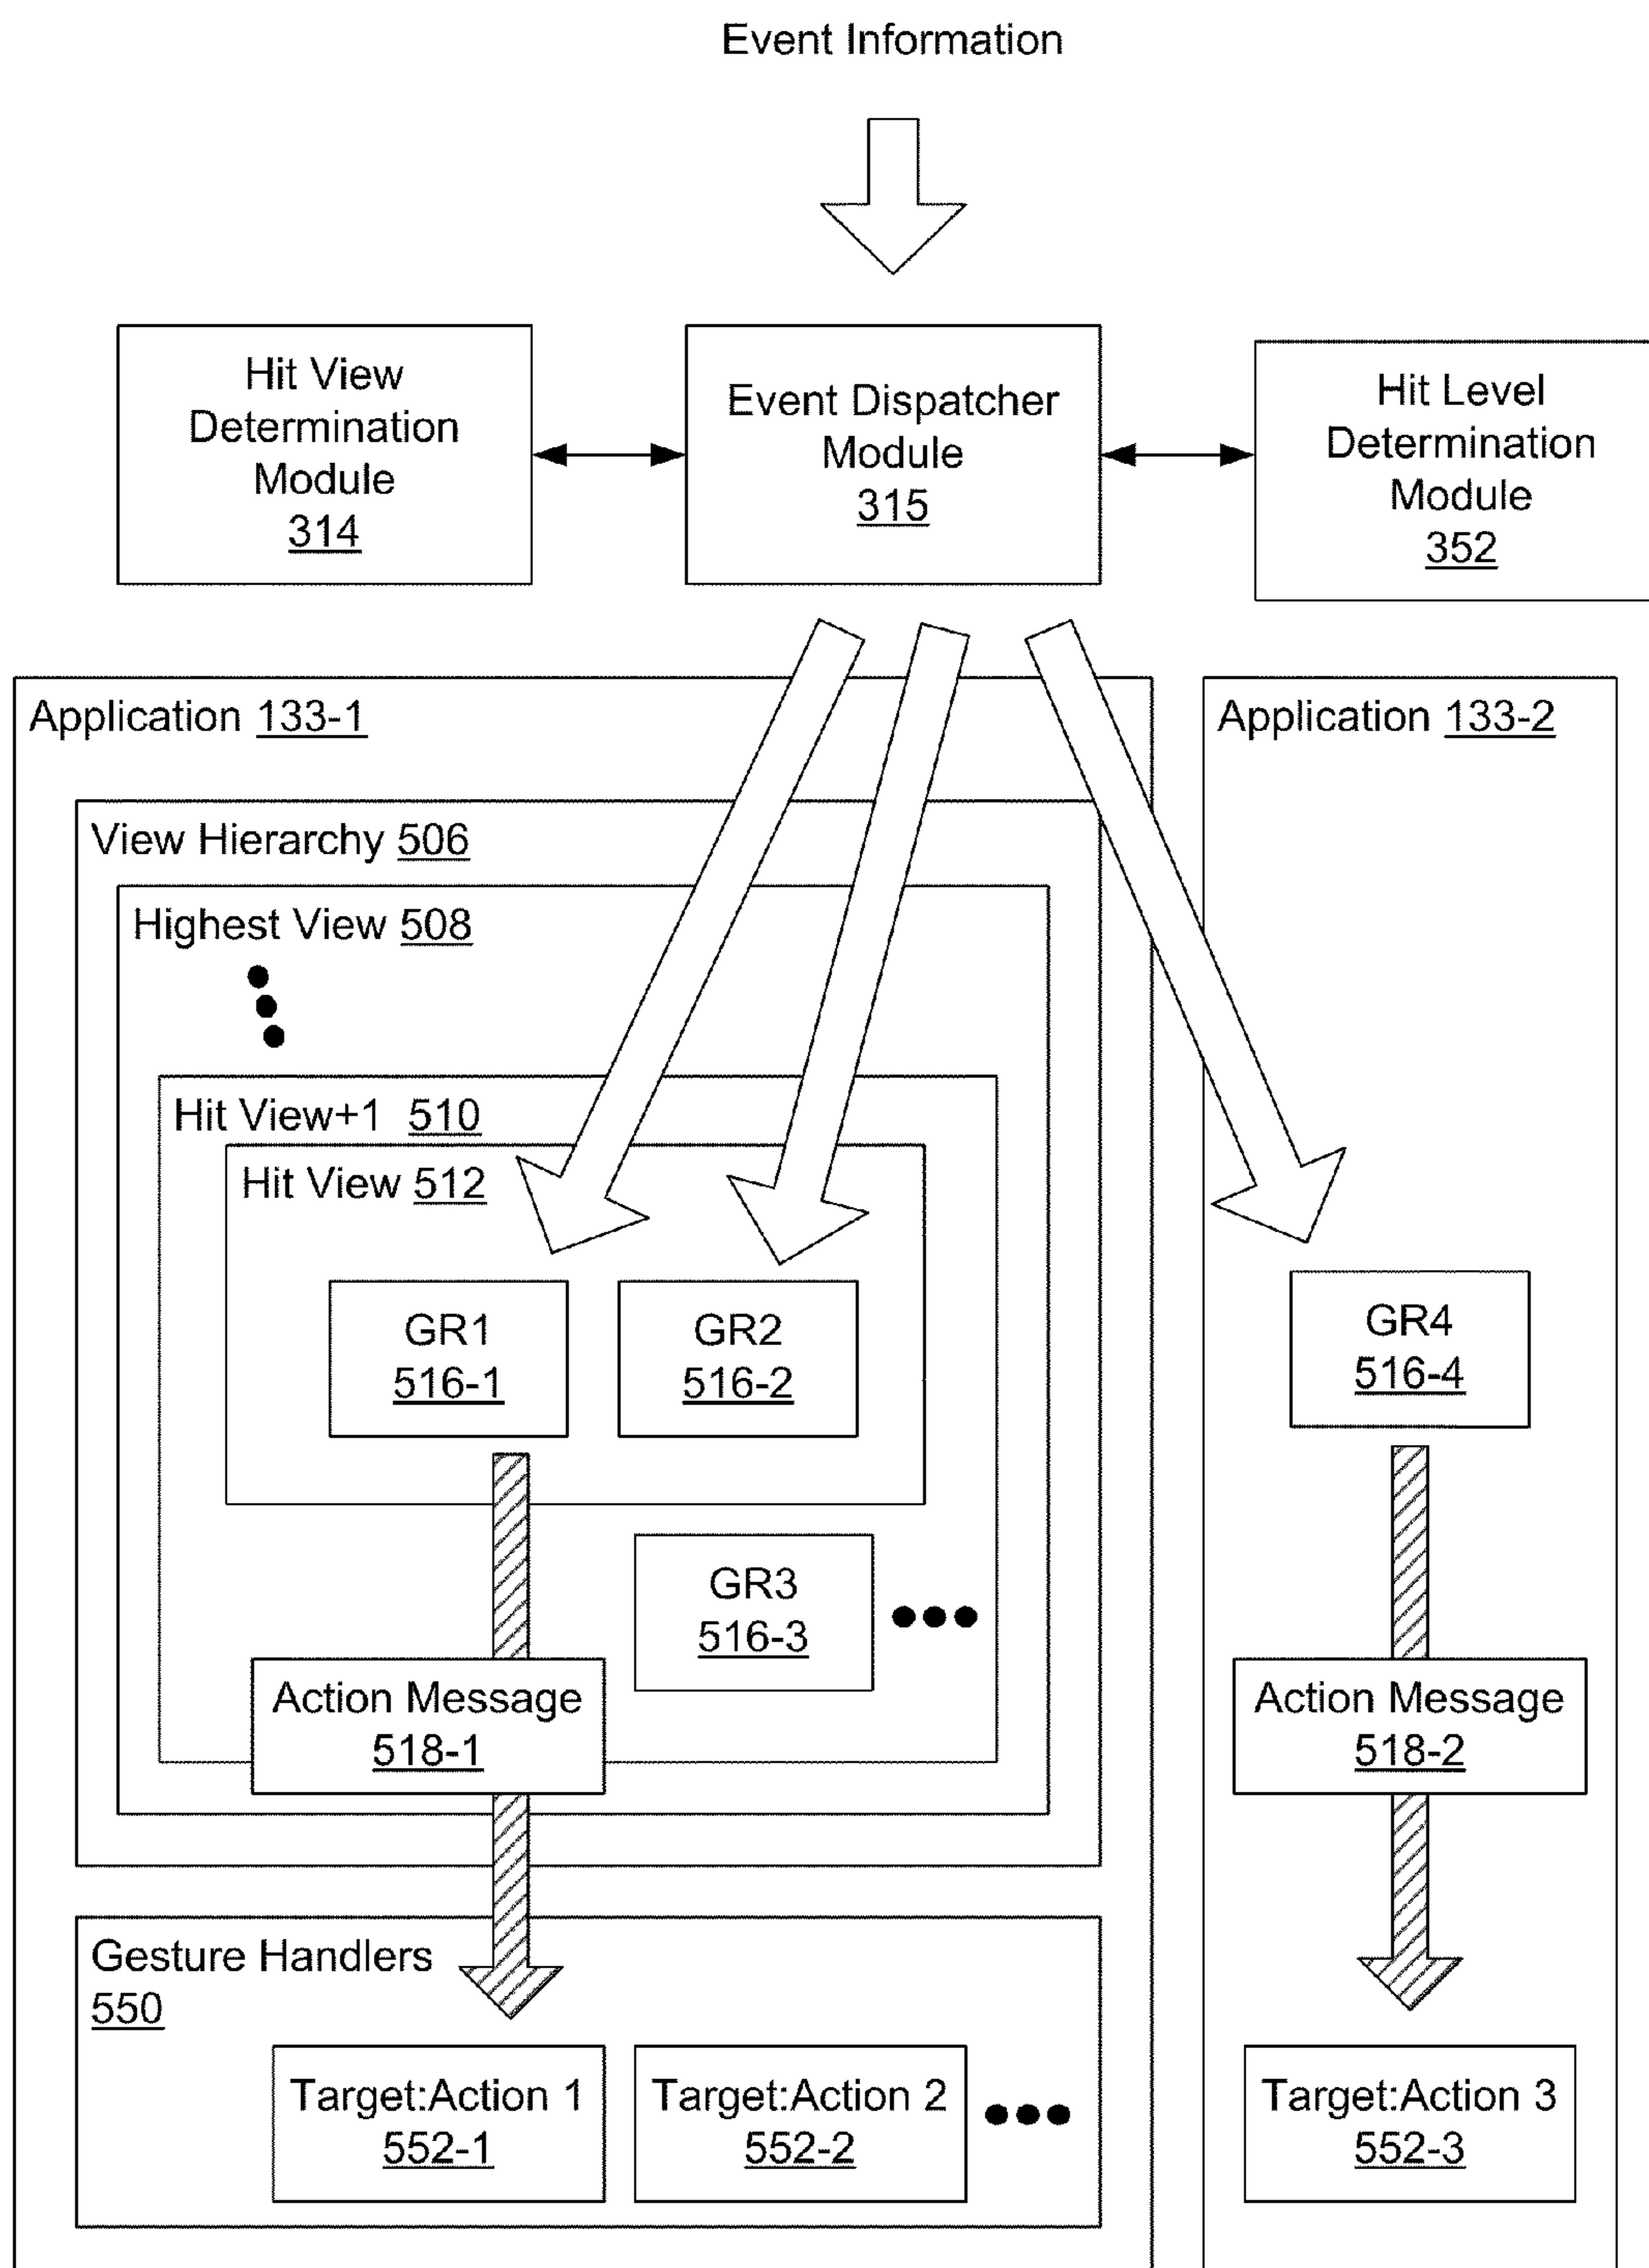 Event Information
Hit View
Determination
Module
314
Event Dispatcher
Module
315
Hit Level
Determination
Module
352
Application 133-1
Application 133-2
View Hierarchy 506
Highest View 508
Hit View+1 510
Hit View 512
GR1
516-1
GR2
516-2
GR4
516-4
GR3
516-3
Action Message
518-1
Action Message
518-2
Gesture Handlers
550
Target:Action 1
552-1
Target:Action 2
552-2
Target:Action 3
552-3